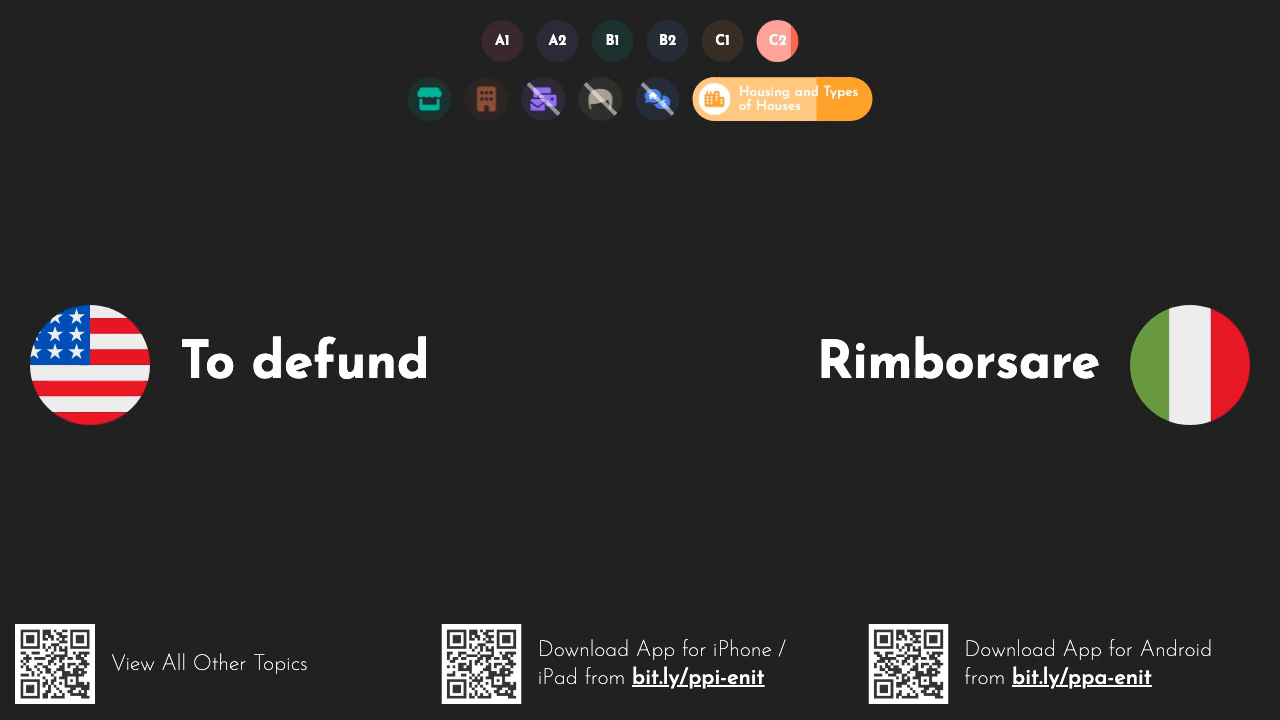 A1 A2 B1 B2 C1 C2
Housing and Types
of Houses
To defund
Rimborsare
View All Other Topics
Download App for iPhone /
iPad from bit.ly/ppi-enit
Download App for Android
from bit.ly/ppa-enit